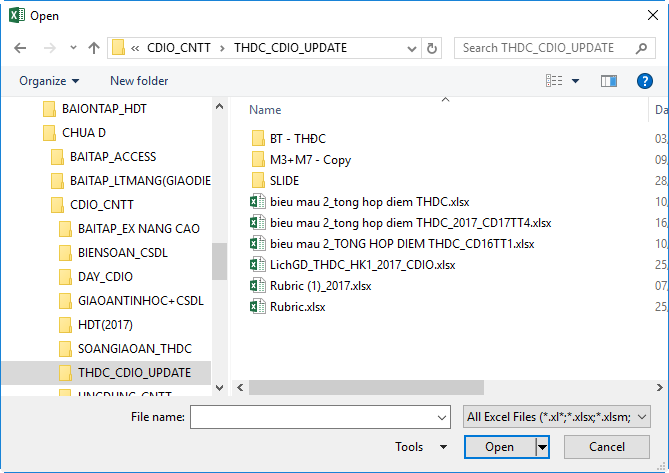 Open
CDIO_CNTT
THDC_CDIO_UPDATE
Search THDC_CDIO_UPDATE
Organize
New folder
BAIONTAP_HDT
CHUA D
BAITAP_ACCESS
BAITAP_LTMANG(GIAODIE
CDIO_CNTT
BAITAP_EX NANG CAO
BIENSOAN_CSDL
DAY_CDIO
GIAOANTINHOC+CSDL
HDT(2017)
SOANGIAOAN_THDC
THDC_CDIO_UPDATE
UNGDUNG_CNTT
Name
Da
BT - THĐC
03,
M3+M7 - Copy
09,
SLIDE
bieu mau 2_tong hop diem THDC.xlsx
10,
bieu mau 2_tong hop diem THDC_2017_CD17TT4.xlsx
16,
bieu mau 2_TONG HOP DIEM THDC_CD16TT1.xlsx
10,
LichGD_THDC_HK1_2017_CDIO.xlsx
25,
Rubric (1)_2017.xlsx
07,
Rubric.xlsx
25,
File name:
All Excel Files (*.xl*;*.xlsx;*.xlsm;
Tools
Open
Cancel